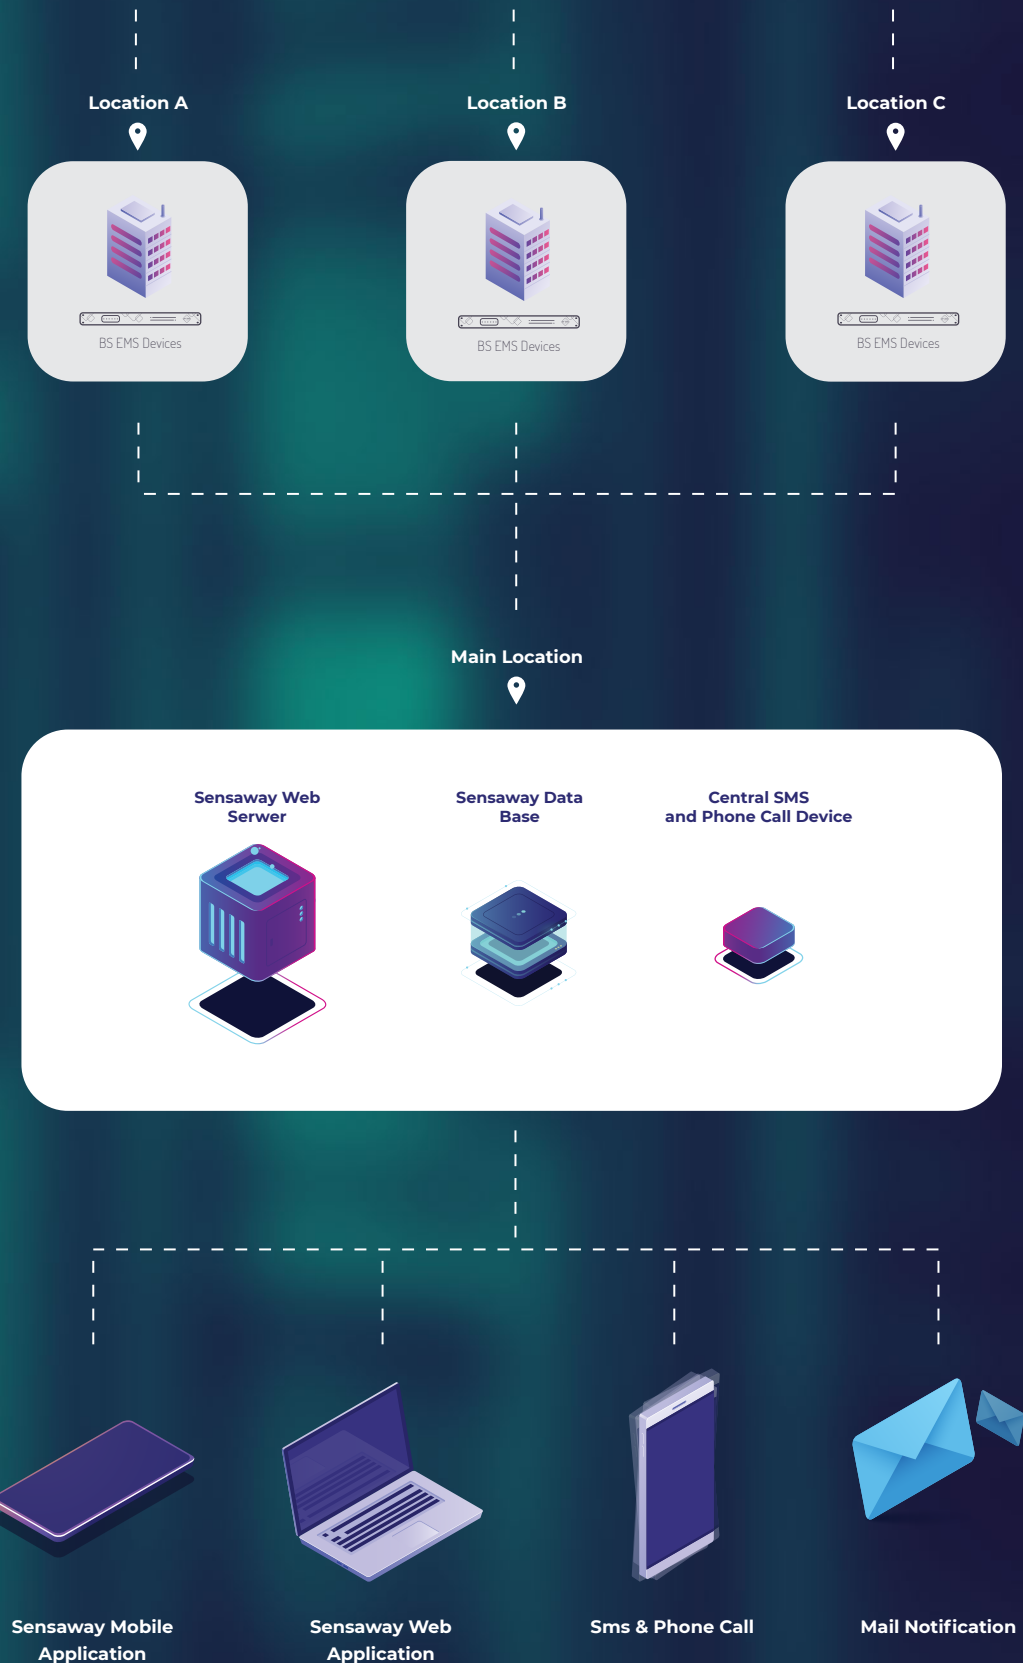 Location A
Location B
Location C
BS EMS Devices
BS EMS Devices
BS EMS Devices
Main Location
Sensaway Web
Serwer
Sensaway Data
Base
Central SMS
and Phone Call Device
Sensaway Mobile
Application
Sensaway Web
Application
Sms & Phone Call
Mail Notification